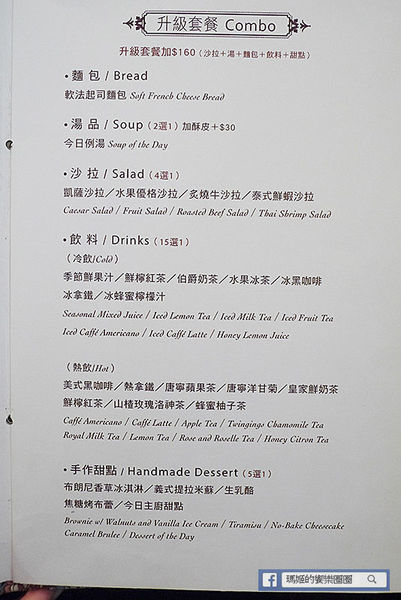 升級套餐 Combo
升級套餐加$160（沙拉＋湯＋麵包＋飲料＋甜點）
•麵 包 / Bread
軟法起司麵包 Soft French Cheese Bread
•湯 品 / Soup（2選1）加酥皮＋$30
今日例湯 Soup of the Day
•沙 拉 / Salad（4選1）
凱薩沙拉／水果優格沙拉／炙燒牛沙拉／泰式鮮蝦沙拉
Caesar Salad / Fruit Salad / Roasted Beef Salad / Thai Shrimp Salad
•飲 料 / Drinks（15選1）
（冷飲/Cold）
季節鮮果汁／鮮檸紅茶／伯爵奶茶／水果冰茶／冰黑咖啡
冰拿鐵／冰蜂蜜檸檬汁
Seasonal Mixed Juice / Iced Lemon Tea / Iced Milk Tea / Iced Fruit Tea
Iced Caffé Americano / Iced Caffé Latte / Honey Lemon Juice
（熱飲/Hot）
美式黑咖啡／熱拿鐵／唐寧蘋果茶／唐寧洋甘菊／皇家鮮奶茶
鮮檸紅茶／山楂玫瑰洛神茶／蜂蜜柚子茶
Caffé Americano / Caffé Latte / Apple Tea / Twingings Chamomile Tea
Royal Milk Tea / Lemon Tea / Rose and Roselle Tea / Honey Citron Tea
•手作甜點 / Handmade Dessert（5選1）
布朗尼香草冰淇淋／義式提拉米蘇／生乳酪
焦糖烤布蕾／今日主廚甜點
Brownie w/ Walnuts and Vanilla Ice Cream / Tiramisu / No-Bake Cheesecake
Caramel Brulee / Dessert of the Day
瑪姬的饗樂圈圈